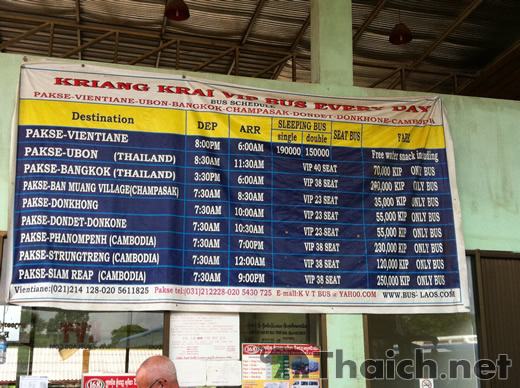 KRIANG KRAI VIP BUS EVERY DAY
BUS SCHEDULE
PAKSE-VIENTIANE-UBON-BANGKOK-CHAMPASAK-DONDET-DONKHONE-CAMBODIA
Destination DEP ARR SLEEPING BUS single double SEAT BUS FARE
PAKSE-VIENTIANE 8:00PM 6:00AM 190000 150000 Free water snack including
PAKSE-UBON (THAILAND) 8:30AM 11:30AM VIP 40 SEAT 70,000 KIP ONLY BUS
PAKSE-BANGKOK (THAILAND) 3:30PM 6:00AM VIP 38 SEAT 240,000 KIP ONLY BUS
PAKSE-BAN MUANG VILLAGE(CHAMPASAK) 7:30AM 8:30AM VIP 23 SEAT 35,000 KIP ONLY BUS
PAKSE-DONKHONG 7:30AM 10:00AM VIP 23 SEAT 55,000 KIP ONLY BUS
PAKSE-DONDET-DONKONE 7:30AM 10:30AM VIP 23 SEAT 55,000 KIP ONLY BUS
PAKSE-PHANOMPENH (CAMBODIA) 7:30AM 7:00PM VIP 38 SEAT 230,000 KIP ONLY BUS
PAKSE-STRUNGTRENG (CAMBODIA) 7:30AM 12:00AM VIP 38 SEAT 120,000 KIP ONLY BUS
PAKSE-SIAM REAP (CAMBODIA) 7:30AM 9:00PM VIP 38 SEAT 250,000 KIP ONLY BUS
Vientiane:(021)214 128-020 5611825 Pakse tel:(031)212228-020 5430 725 E-mail:K V T BUS @ YAHOO.COM WWW.BUS- LAOS.COM
Thaich.net